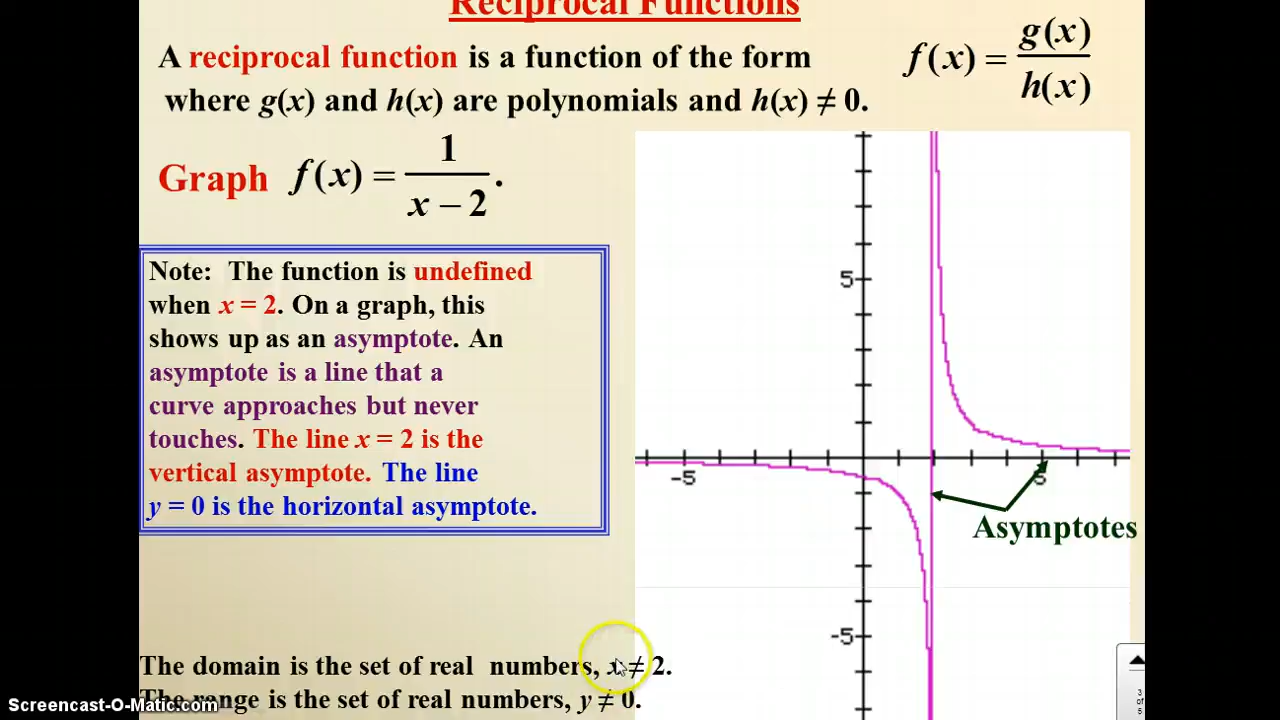 Reciprocal Functions
A reciprocal function is a function of the form
where g(x) and h(x) are polynomials and h(x) ≠ 0.
f(x) = g(x)/h(x)
Graph f(x) = 1/(x − 2).
Note: The function is undefined
when x = 2. On a graph, this
shows up as an asymptote. An
asymptote is a line that a
curve approaches but never
touches. The line x = 2 is the
vertical asymptote. The line
y = 0 is the horizontal asymptote.
5
-5
5
Asymptotes
-5
The domain is the set of real numbers, x ≠ 2.
The range is the set of real numbers, y ≠ 0.
Screencast-O-Matic.com
3
of
5